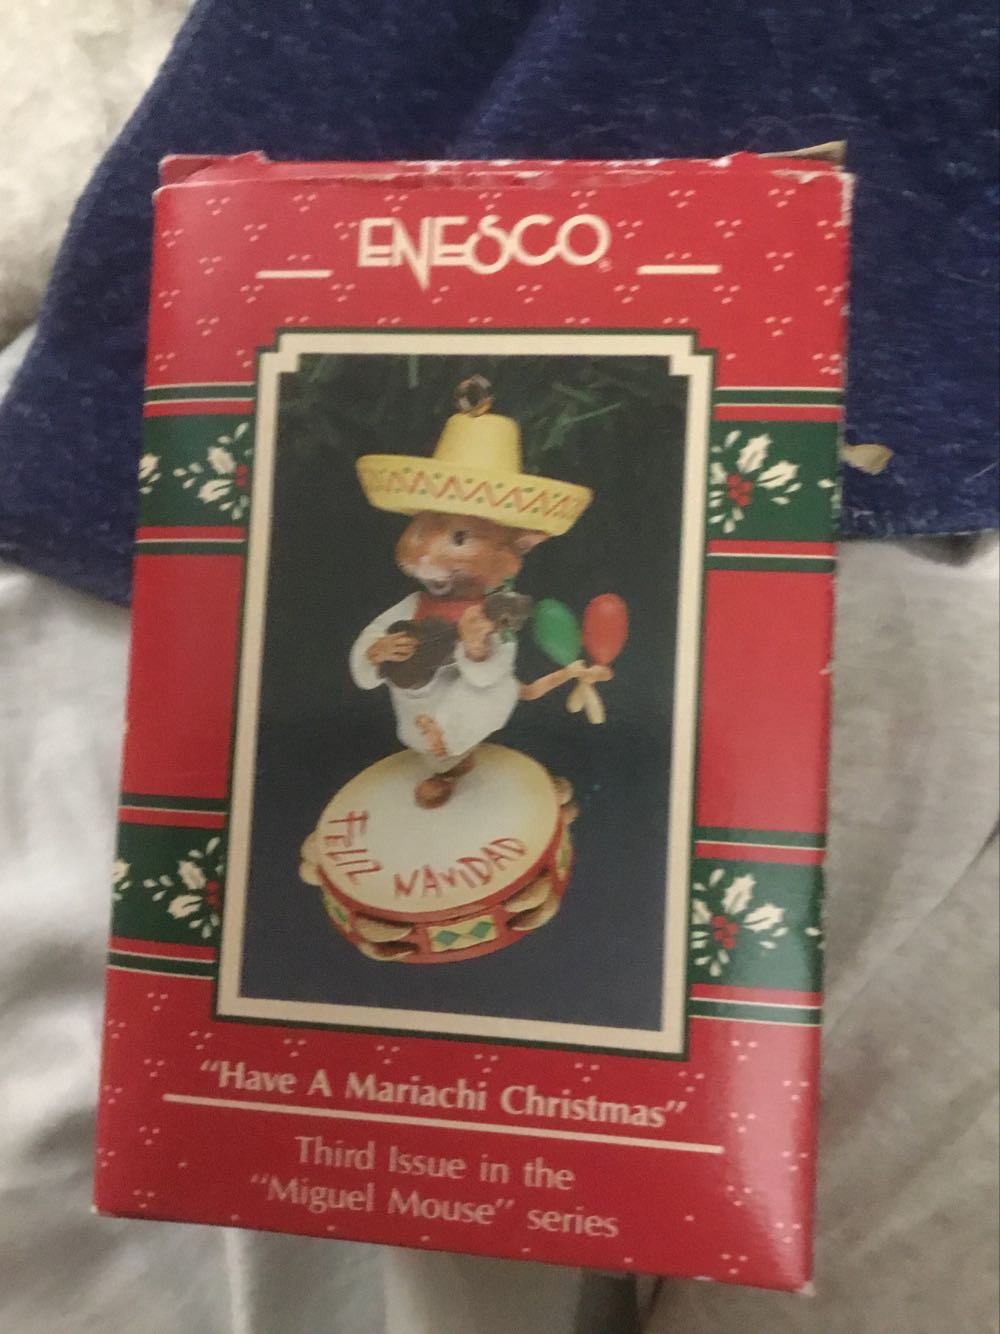 ENESCO®
FELIZ NAVIDAD
"Have A Mariachi Christmas"
Third Issue in the
"Miguel Mouse" series